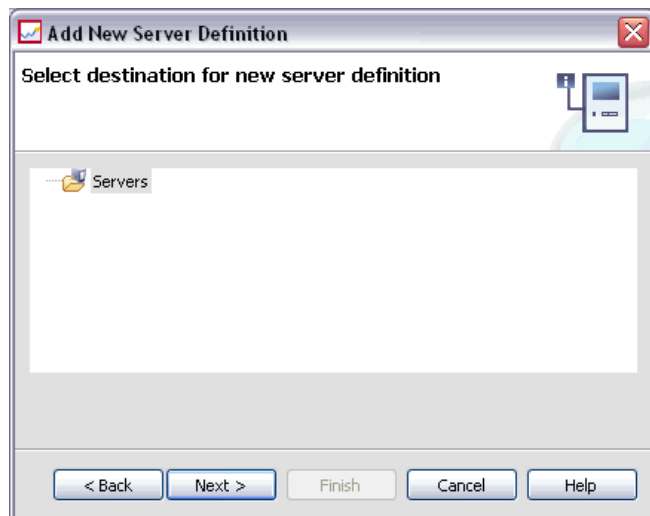 Add New Server Definition
Select destination for new server definition
Servers
< Back Next > Finish Cancel Help